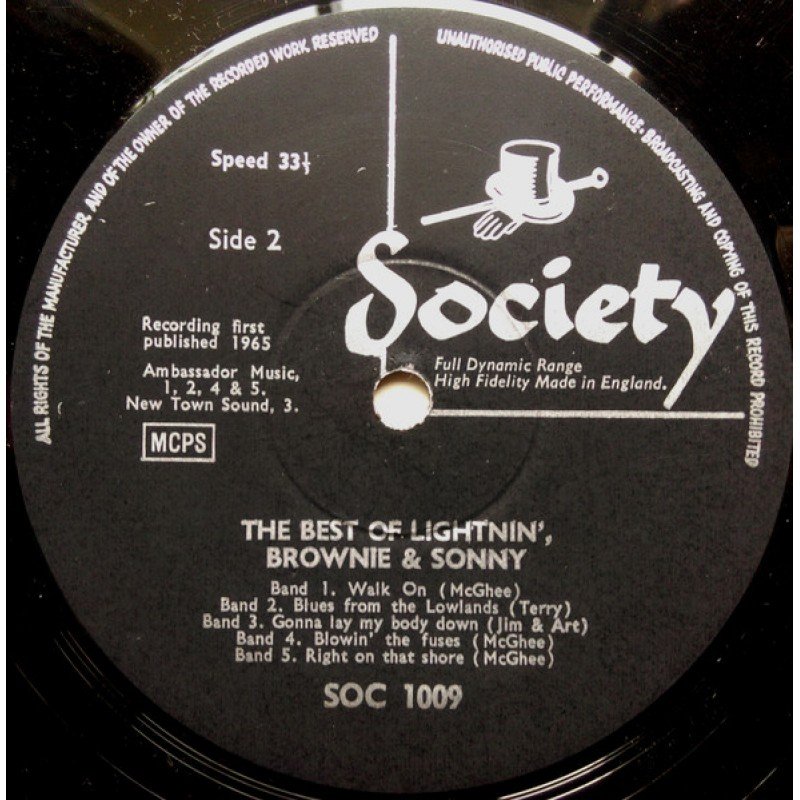 ALL RIGHTS OF THE MANUFACTURER, AND OF THE OWNER OF THE RECORDED WORK, RESERVED
UNAUTHORISED PUBLIC PERFORMANCE, BROADCASTING AND COPYING OF THIS RECORD PROHIBITED
Speed 33⅓
Side 2
Society
Recording first
published 1965
Full Dynamic Range
High Fidelity Made in England.
Ambassador Music,
1, 2, 4 & 5.
New Town Sound, 3.
MCPS
THE BEST OF LIGHTNIN',
BROWNIE & SONNY
Band 1. Walk On (McGhee)
Band 2. Blues from the Lowlands (Terry)
Band 3. Gonna lay my body down (Jim & Art)
Band 4. Blowin' the fuses (McGhee)
Band 5. Right on that shore (McGhee)
SOC 1009